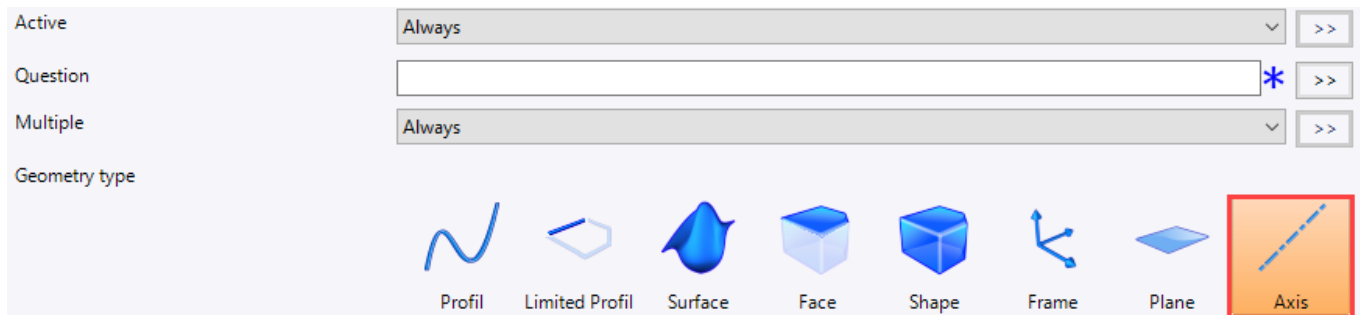 Active
Always
>>
Question
*
>>
Multiple
Always
>>
Geometry type
Profil Limited Profil Surface Face Shape Frame Plane Axis